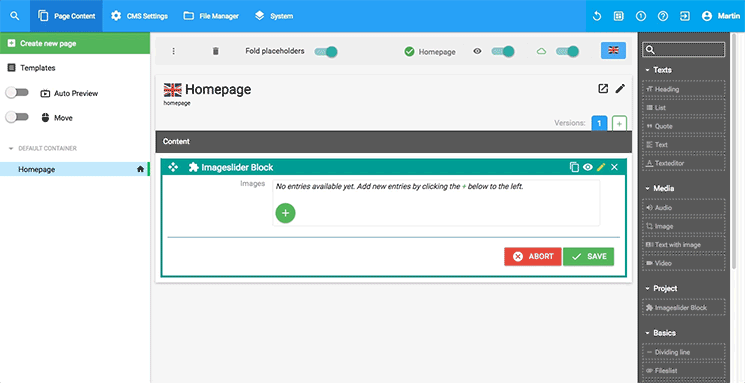 Page Content
CMS Settings
File Manager
System
1
?
Martin
Create new page
Templates
Auto Preview
Move
DEFAULT CONTAINER
Homepage
Fold placeholders
Homepage
Homepage
homepage
Versions:
1
+
Content
Imageslider Block
Images
No entries available yet. Add new entries by clicking the + below to the left.
ABORT
SAVE
Texts
Heading
List
Quote
Text
Texteditor
Media
Audio
Image
Text with image
Video
Project
Imageslider Block
Basics
Dividing line
Fileslist